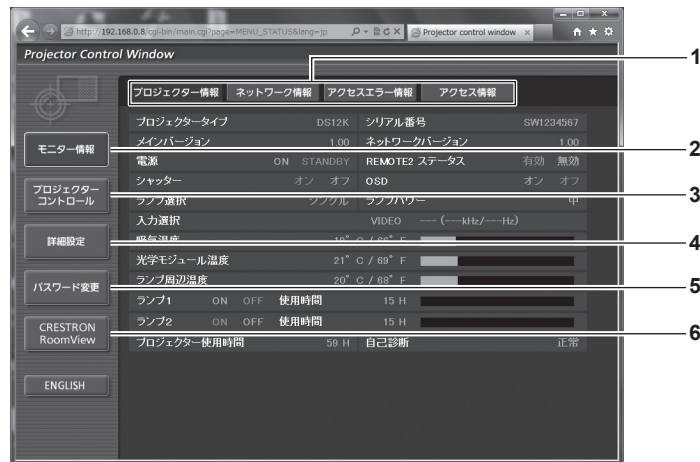 http://192.168.0.8/cgi-bin/main.cgi?page=MENU_STATUS&lang=jp
Projector control window
Projector Control Window
1
プロジェクター情報 ネットワーク情報 アクセスエラー情報 アクセス情報
プロジェクタータイプ DS12K シリアル番号 SW1234567
メインバージョン 1.00 ネットワークバージョン 1.00
モニター情報
2
電源 ON STANDBY REMOTE2 ステータス 有効 無効
シャッター オン オフ OSD オン オフ
プロジェクター
コントロール
3
ランプ選択 シングル ランプパワー 中
入力選択 VIDEO --- (---kHz/---Hz)
詳細設定
4
吸気温度 19° C / 66° F
光学モジュール温度 21° C / 69° F
ランプ周辺温度 20° C / 68° F
パスワード変更
5
ランプ1 ON OFF 使用時間 15 H
ランプ2 ON OFF 使用時間 15 H
CRESTRON
RoomView
6
プロジェクター使用時間 59 H 自己診断 正常
ENGLISH